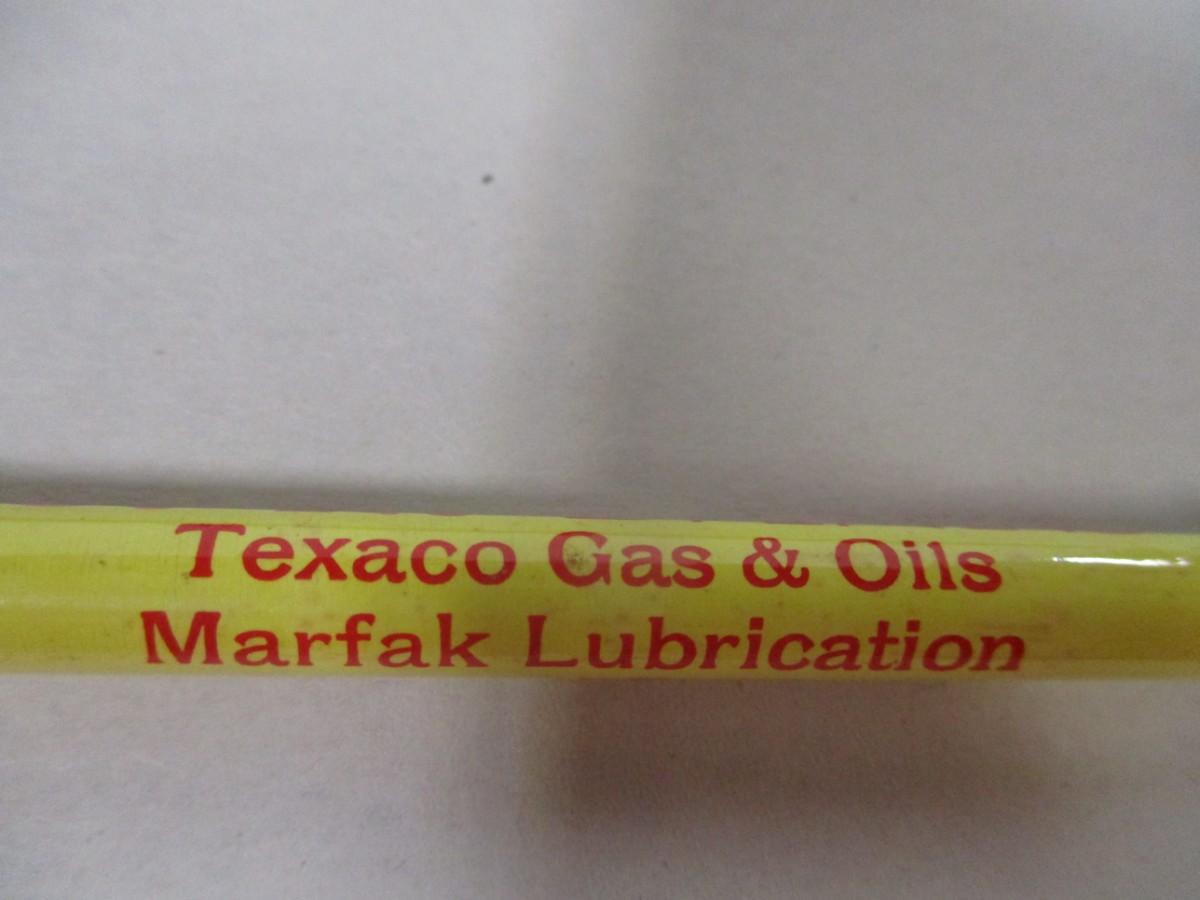 Texaco Gas & Oils
Marfak Lubrication